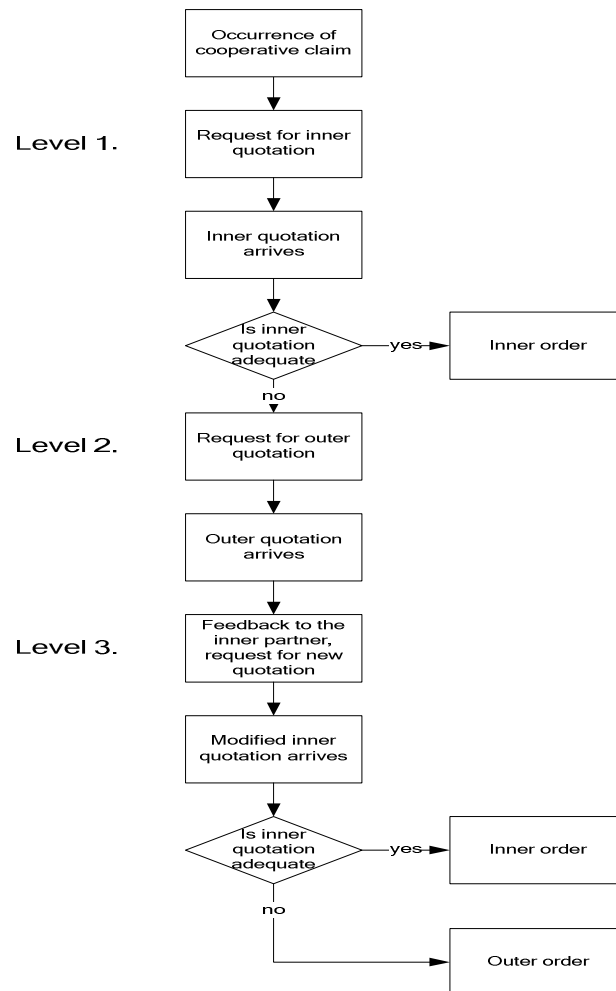 Occurrence of
cooperative claim
Level 1.
Request for inner
quotation
Inner quotation
arrives
Is inner
quotation
adequate
yes
Inner order
no
Level 2.
Request for outer
quotation
Outer quotation
arrives
Level 3.
Feedback to the
inner partner,
request for new
quotation
Modified inner
quotation arrives
Is inner
quotation
adequate
yes
Inner order
no
Outer order